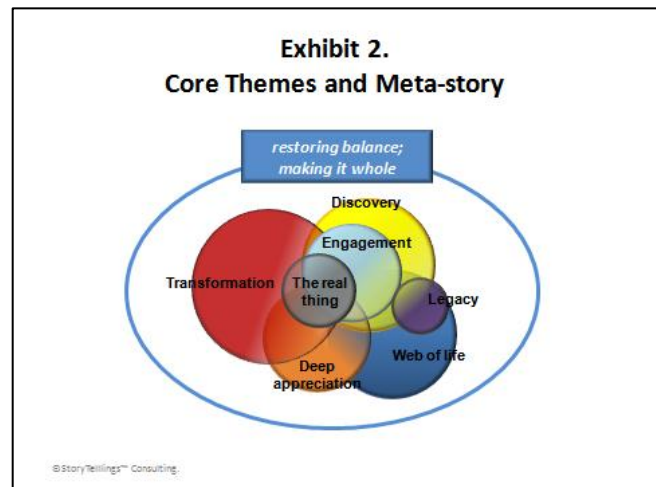 Exhibit 2.
Core Themes and Meta-story
restoring balance;
making it whole
Discovery
Engagement
Transformation
The real
thing
Legacy
Web of life
Deep
appreciation
©StoryTellings™ Consulting.